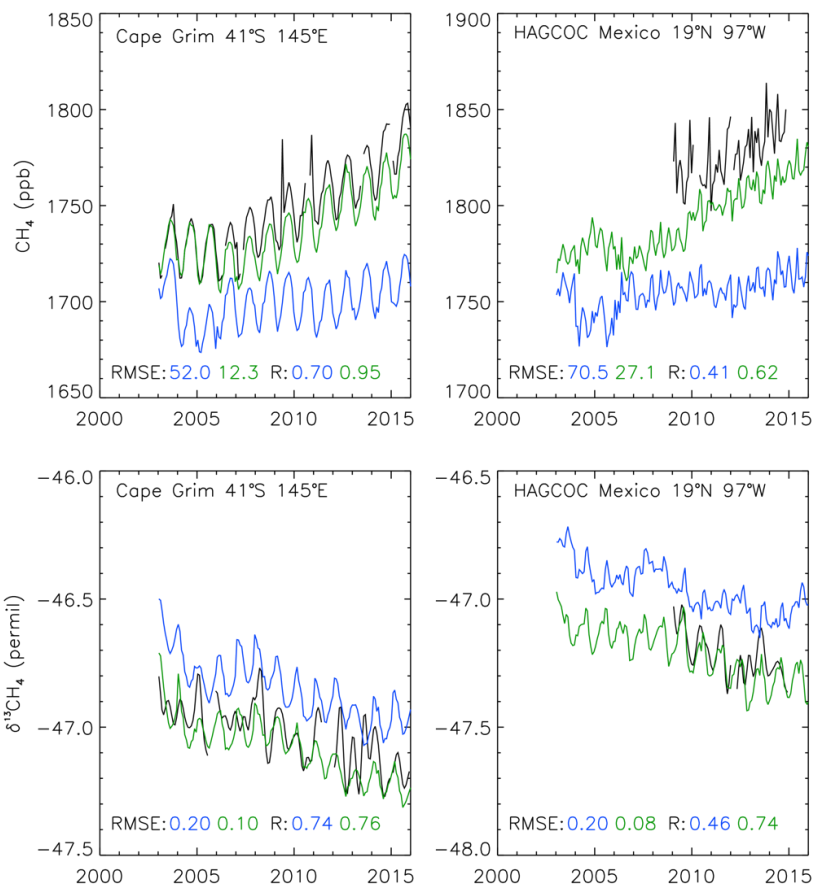 1850
1800
1750
1700
1650
CH₄ (ppb)
Cape Grim 41°S 145°E
RMSE: 52.0 12.3 R: 0.70 0.95
2000 2005 2010 2015
1900
1850
1800
1750
1700
HAGCOC Mexico 19°N 97°W
RMSE: 70.5 27.1 R: 0.41 0.62
2000 2005 2010 2015
−46.0
−46.5
−47.0
−47.5
δ¹³CH₄ (permil)
Cape Grim 41°S 145°E
RMSE: 0.20 0.10 R: 0.74 0.76
2000 2005 2010 2015
−46.5
−47.0
−47.5
−48.0
HAGCOC Mexico 19°N 97°W
RMSE: 0.20 0.08 R: 0.46 0.74
2000 2005 2010 2015